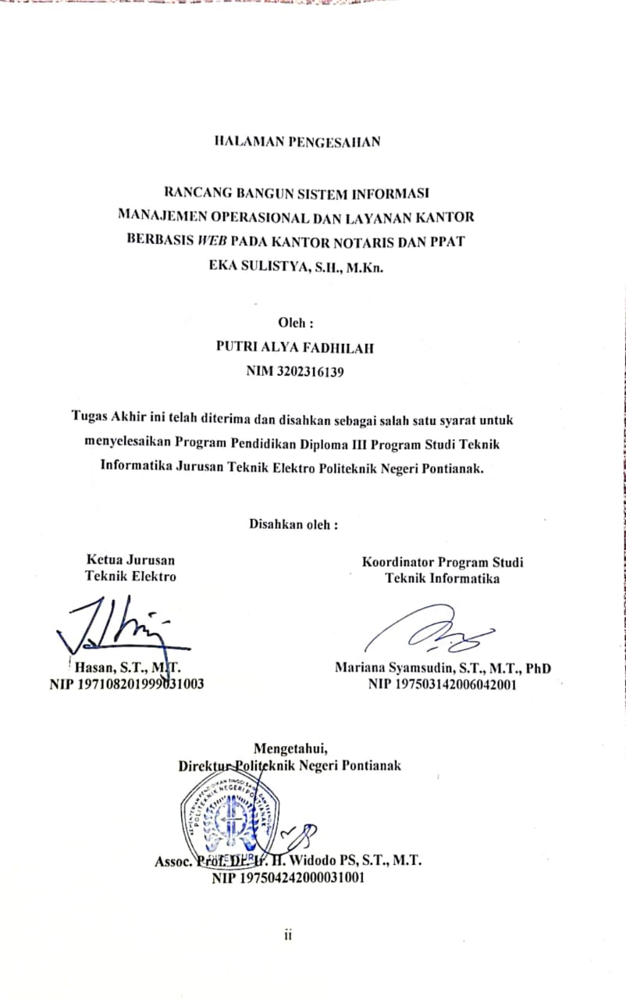 HALAMAN PENGESAHAN
RANCANG BANGUN SISTEM INFORMASI
MANAJEMEN OPERASIONAL DAN LAYANAN KANTOR
BERBASIS WEB PADA KANTOR NOTARIS DAN PPAT
EKA SULISTYA, S.H., M.Kn.
Oleh :
PUTRI ALYA FADHILAH
NIM 3202316139
Tugas Akhir ini telah diterima dan disahkan sebagai salah satu syarat untuk
menyelesaikan Program Pendidikan Diploma III Program Studi Teknik
Informatika Jurusan Teknik Elektro Politeknik Negeri Pontianak.
Disahkan oleh :
Ketua Jurusan
Teknik Elektro
Hasan, S.T., M.T.
NIP 197108201999031003
Koordinator Program Studi
Teknik Informatika
Mariana Syamsudin, S.T., M.T., PhD
NIP 197503142006042001
Mengetahui,
Direktur Politeknik Negeri Pontianak
POLITEKNIK NEGERI PONTIANAK
DIREKTUR
Assoc. Prof. Dr. Ir. H. Widodo PS, S.T., M.T.
NIP 197504242000031001
ii